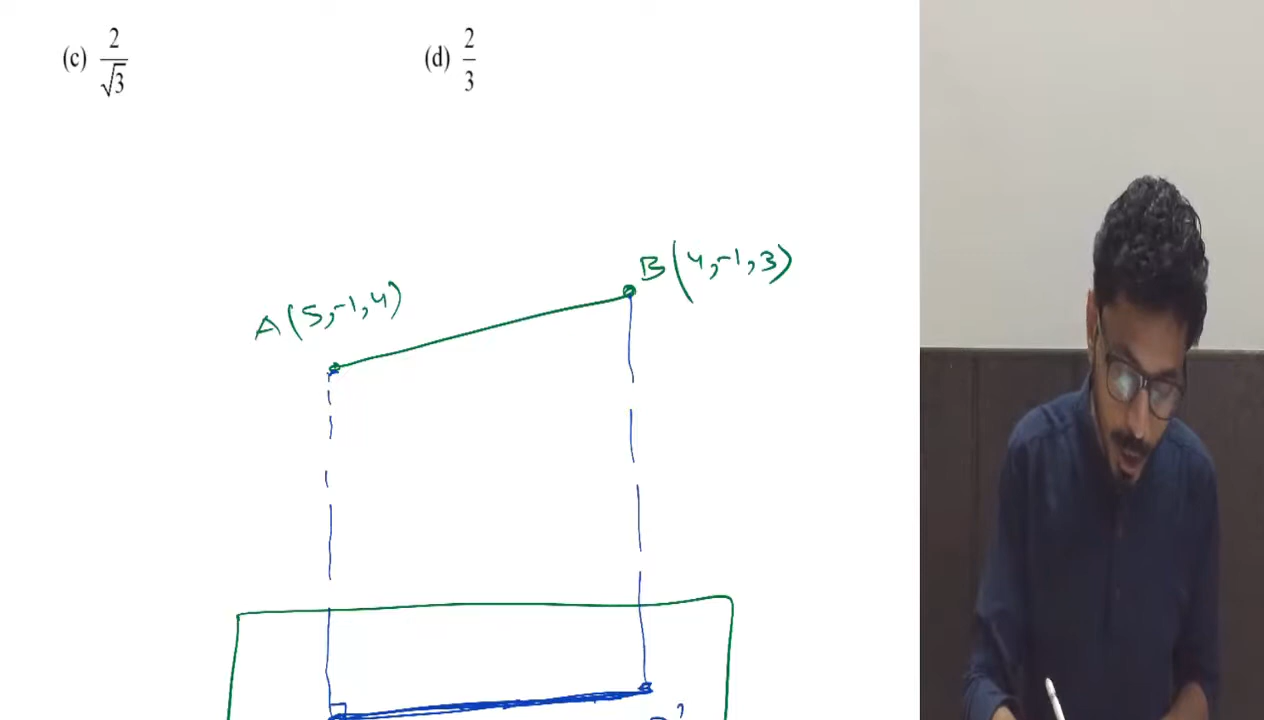 (c) 2/√3 (d) 2/3
B(4,-1,3)
A(5,-1,4)